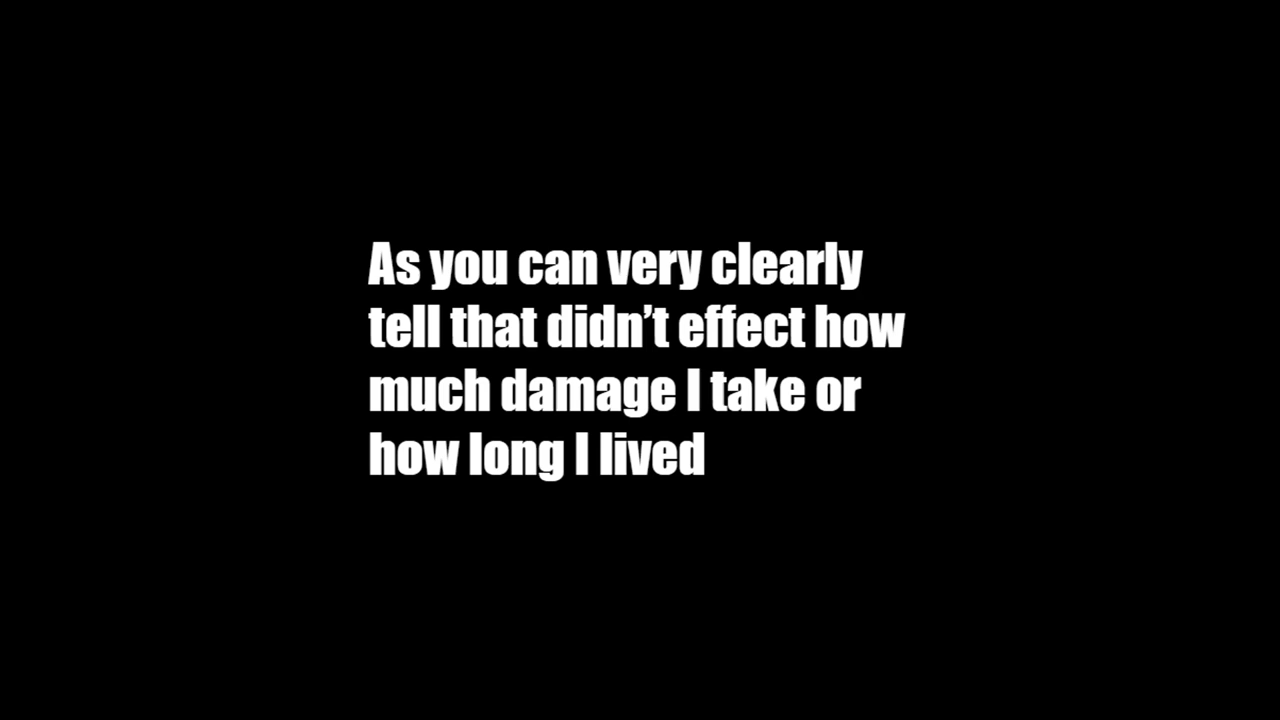 As you can very clearly
tell that didn’t effect how
much damage I take or
how long I lived